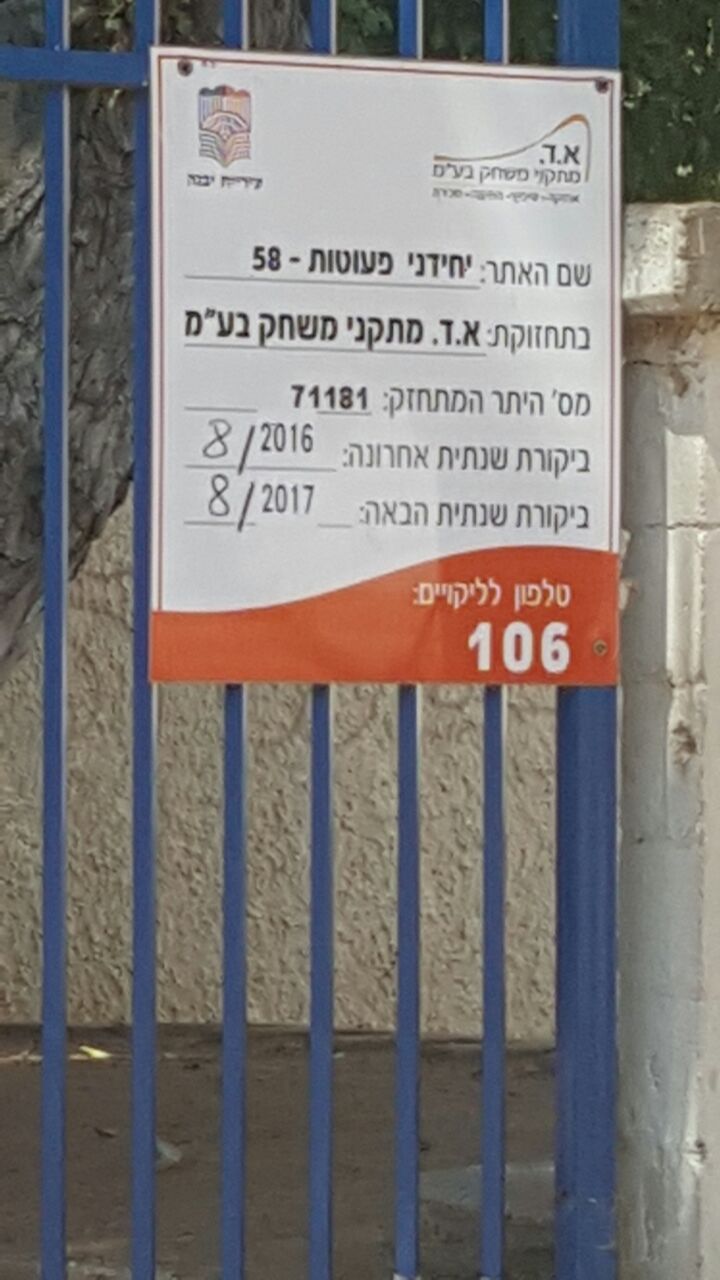 עיריית יבנה
א.ד.
מתקני משחק בע"מ
שם האתר: יחידני פעוטות - 58
בתחזוקת: א.ד. מתקני משחק בע"מ
מס' היתר המתחזק: 71181
ביקורת שנתית אחרונה: 8/2016
ביקורת שנתית הבאה: 8/2017
טלפון לליקויים:
106